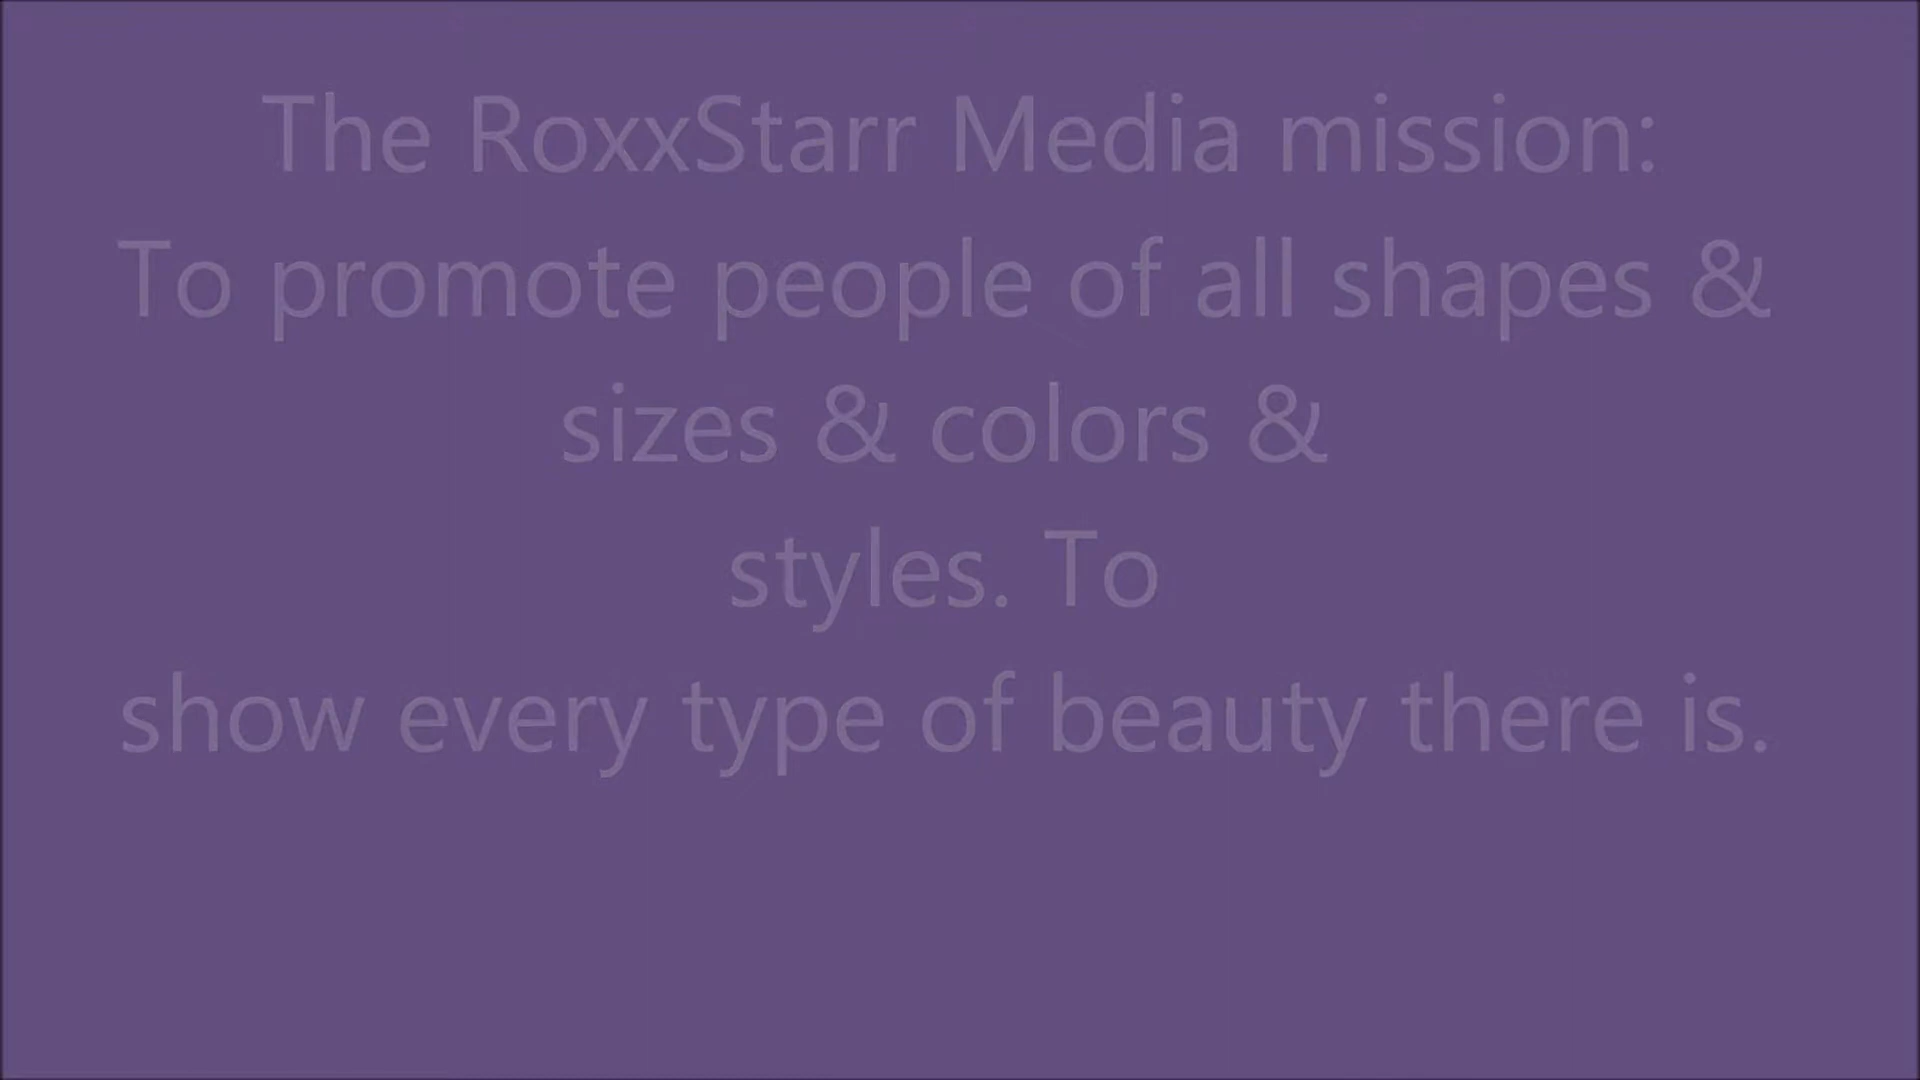 The RoxxStarr Media mission:
To promote people of all shapes &
sizes & colors &
styles. To
show every type of beauty there is.